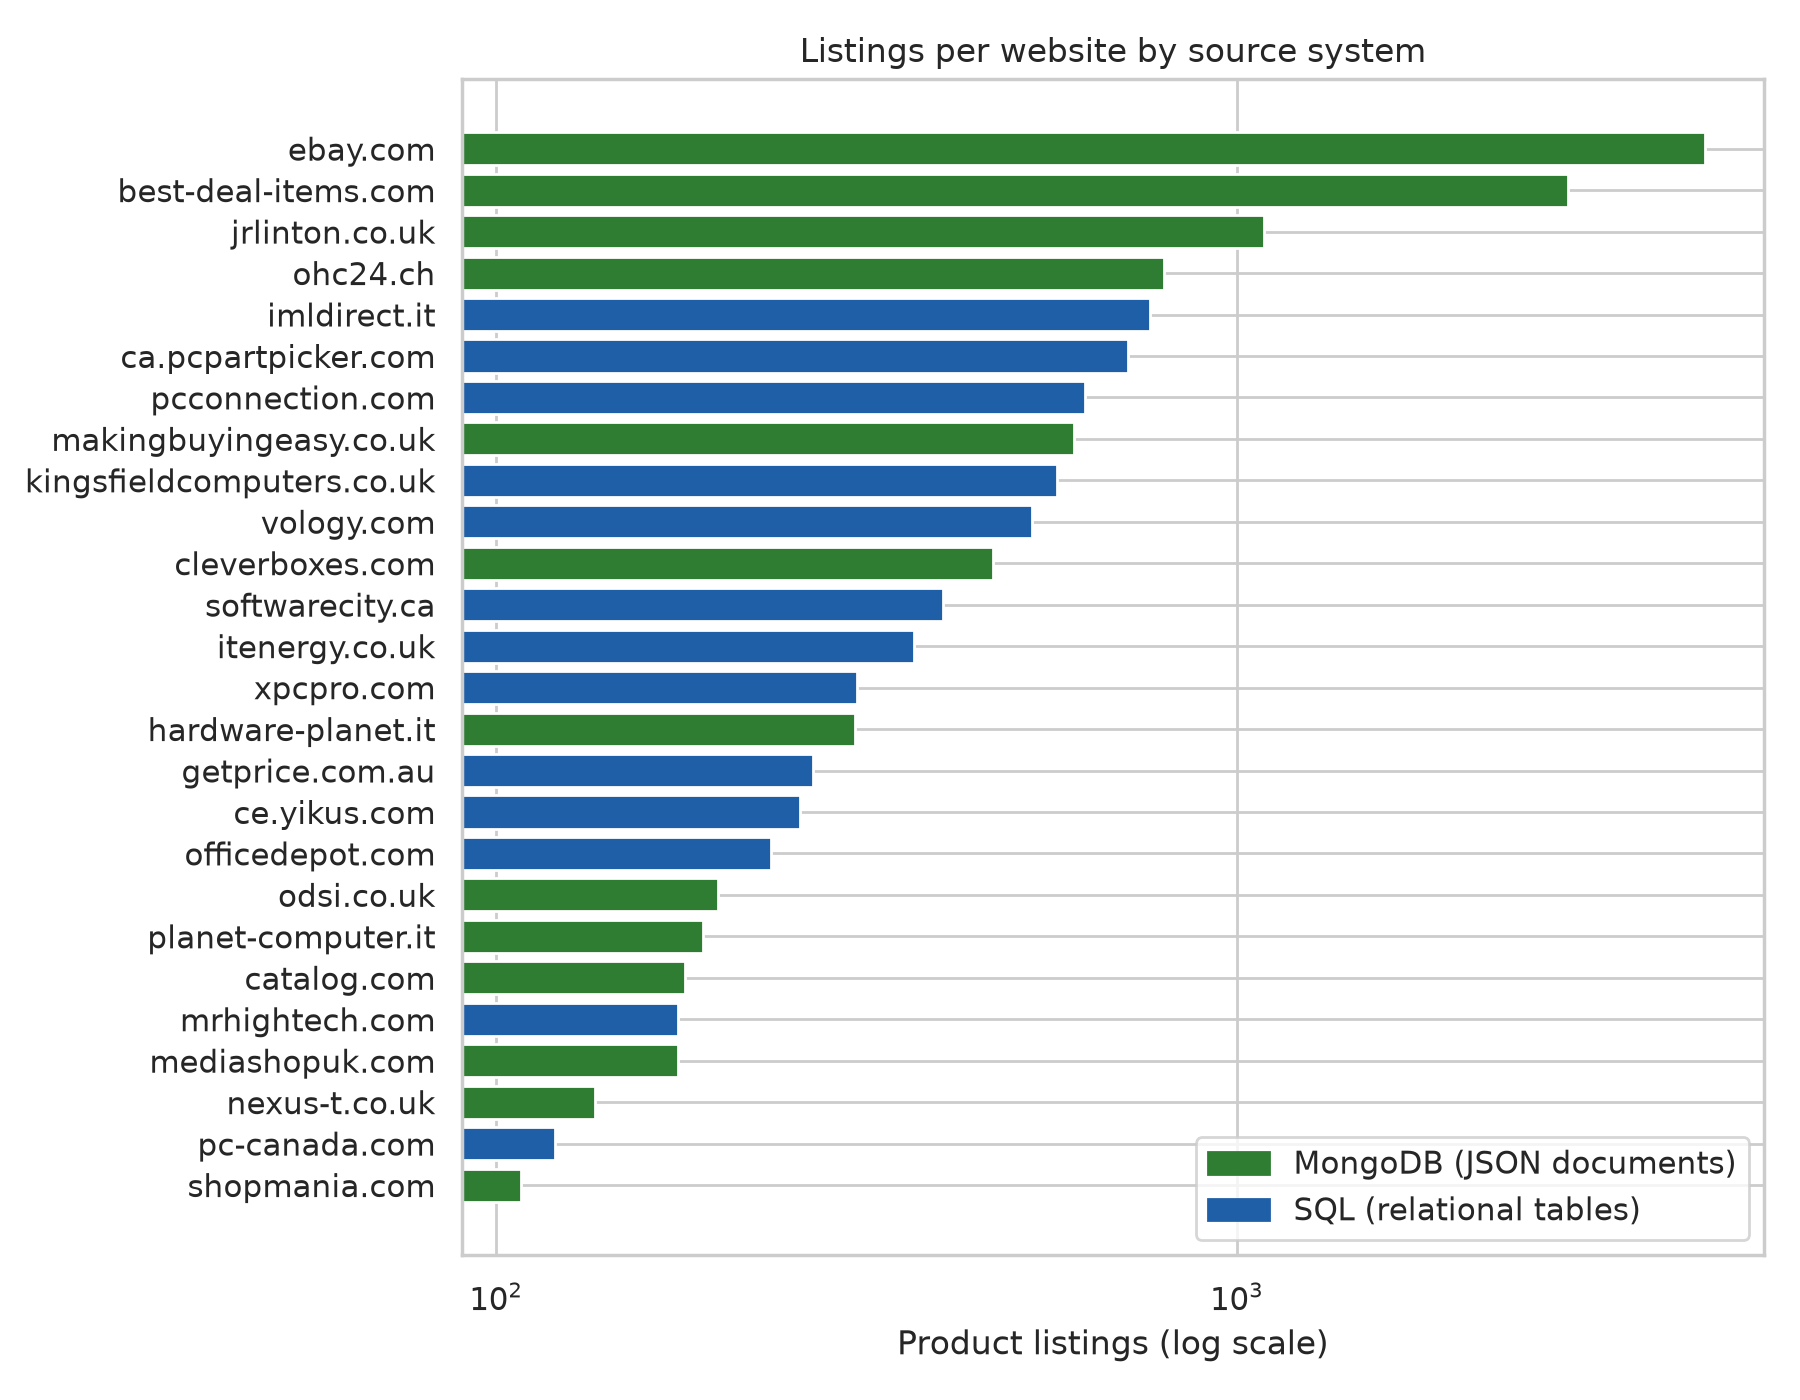 Listings per website by source system
ebay.com
best-deal-items.com
jrlinton.co.uk
ohc24.ch
imldirect.it
ca.pcpartpicker.com
pcconnection.com
makingbuyingeasy.co.uk
kingsfieldcomputers.co.uk
vology.com
cleverboxes.com
softwarecity.ca
itenergy.co.uk
xpcpro.com
hardware-planet.it
getprice.com.au
ce.yikus.com
officedepot.com
odsi.co.uk
planet-computer.it
catalog.com
mrhightech.com
mediashopuk.com
nexus-t.co.uk
pc-canada.com
shopmania.com
MongoDB (JSON documents)
SQL (relational tables)
10² 10³
Product listings (log scale)